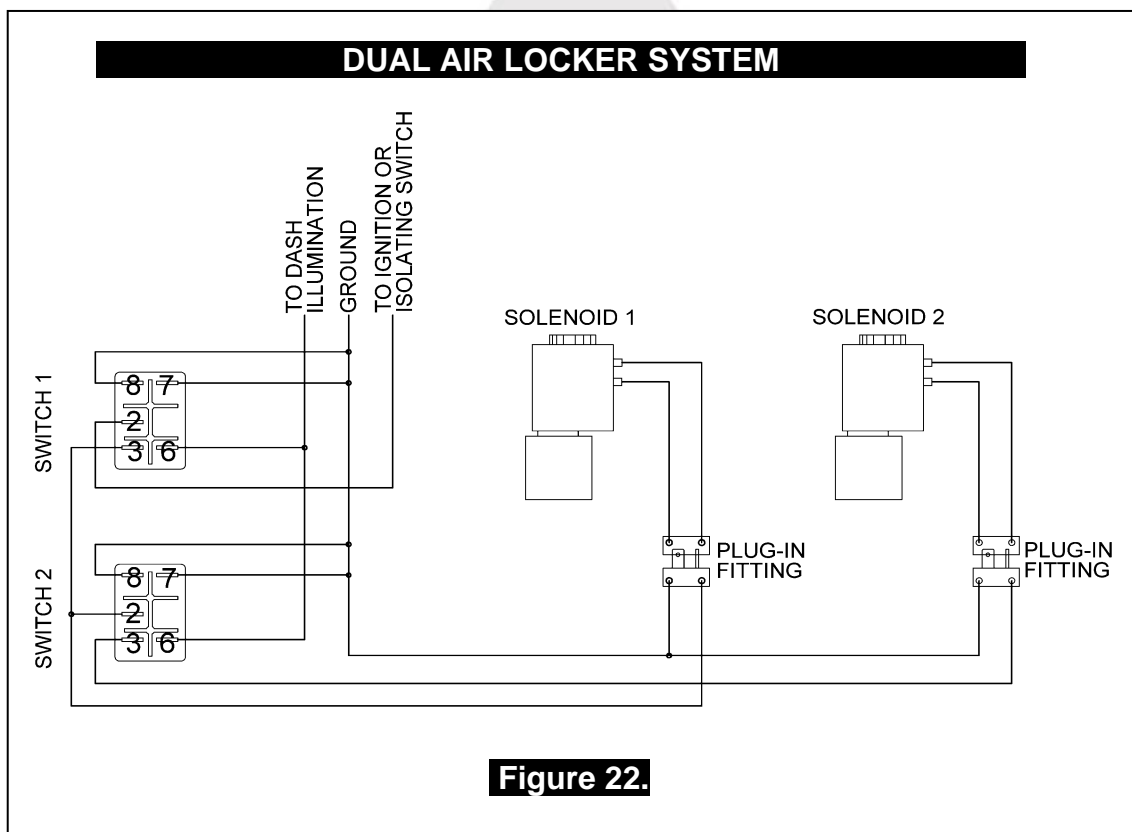 DUAL AIR LOCKER SYSTEM
TO DASH
ILLUMINATION
GROUND
TO IGNITION OR
ISOLATING SWITCH
SOLENOID 1
SOLENOID 2
SWITCH 1
8 7
2
3 6
PLUG-IN
FITTING
PLUG-IN
FITTING
SWITCH 2
8 7
2
3 6
Figure 22.